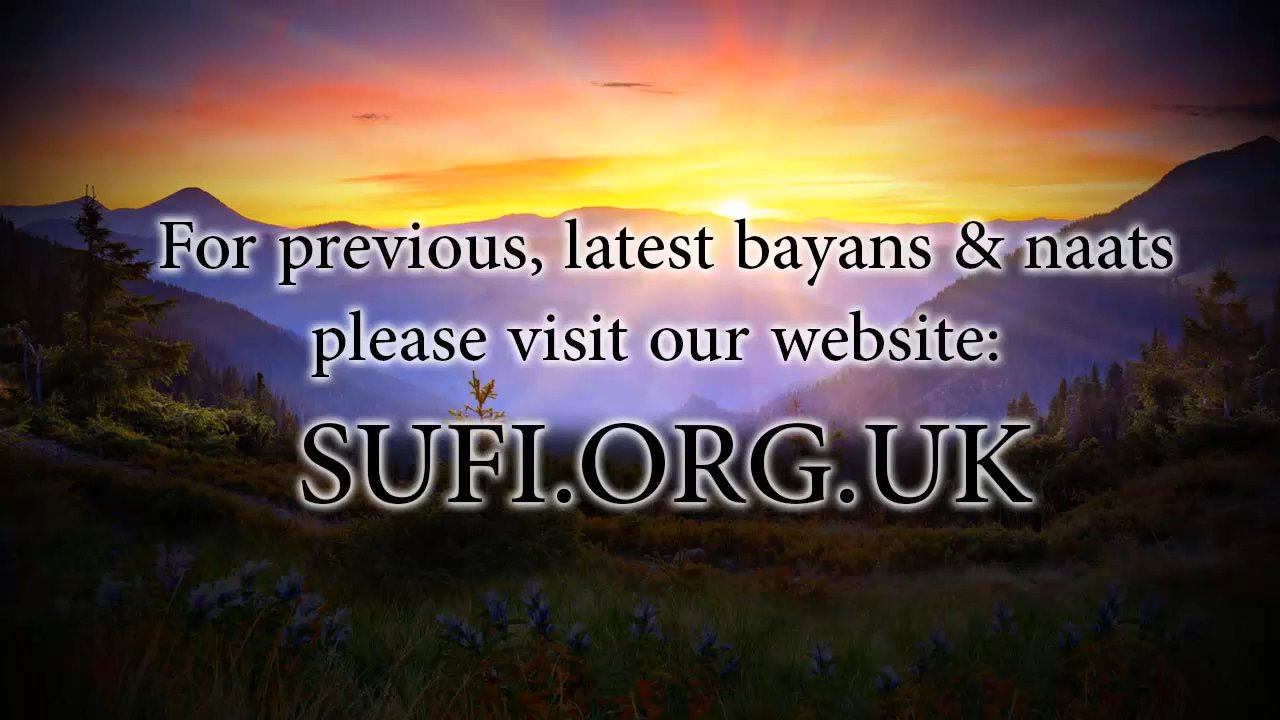 For previous, latest bayans & naats
please visit our website:
SUFI.ORG.UK